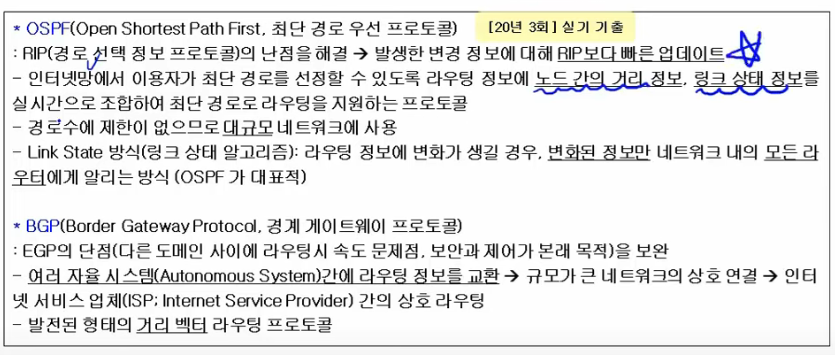 * OSPF(Open Shortest Path First, 최단 경로 우선 프로토콜) [20년 3회] 실기 기출
: RIP(경로 선택 정보 프로토콜)의 난점을 해결 → 발생한 변경 정보에 대해 RIP보다 빠른 업데이트
- 인터넷망에서 이용자가 최단 경로를 선정할 수 있도록 라우팅 정보에 노드 간의 거리 정보, 링크 상태 정보를
실시간으로 조합하여 최단 경로로 라우팅을 지원하는 프로토콜
- 경로수에 제한이 없으므로 대규모 네트워크에 사용
- Link State 방식(링크 상태 알고리즘): 라우팅 정보에 변화가 생길 경우, 변화된 정보만 네트워크 내의 모든 라
우터에게 알리는 방식 (OSPF가 대표적)
* BGP(Border Gateway Protocol, 경계 게이트웨이 프로토콜)
: EGP의 단점(다른 도메인 사이에 라우팅시 속도 문제점, 보안과 제어가 본래 목적)을 보완
- 여러 자율 시스템(Autonomous System)간에 라우팅 정보를 교환 → 규모가 큰 네트워크의 상호 연결 → 인터
넷 서비스 업체(ISP; Internet Service Provider) 간의 상호 라우팅
- 발전된 형태의 거리 벡터 라우팅 프로토콜